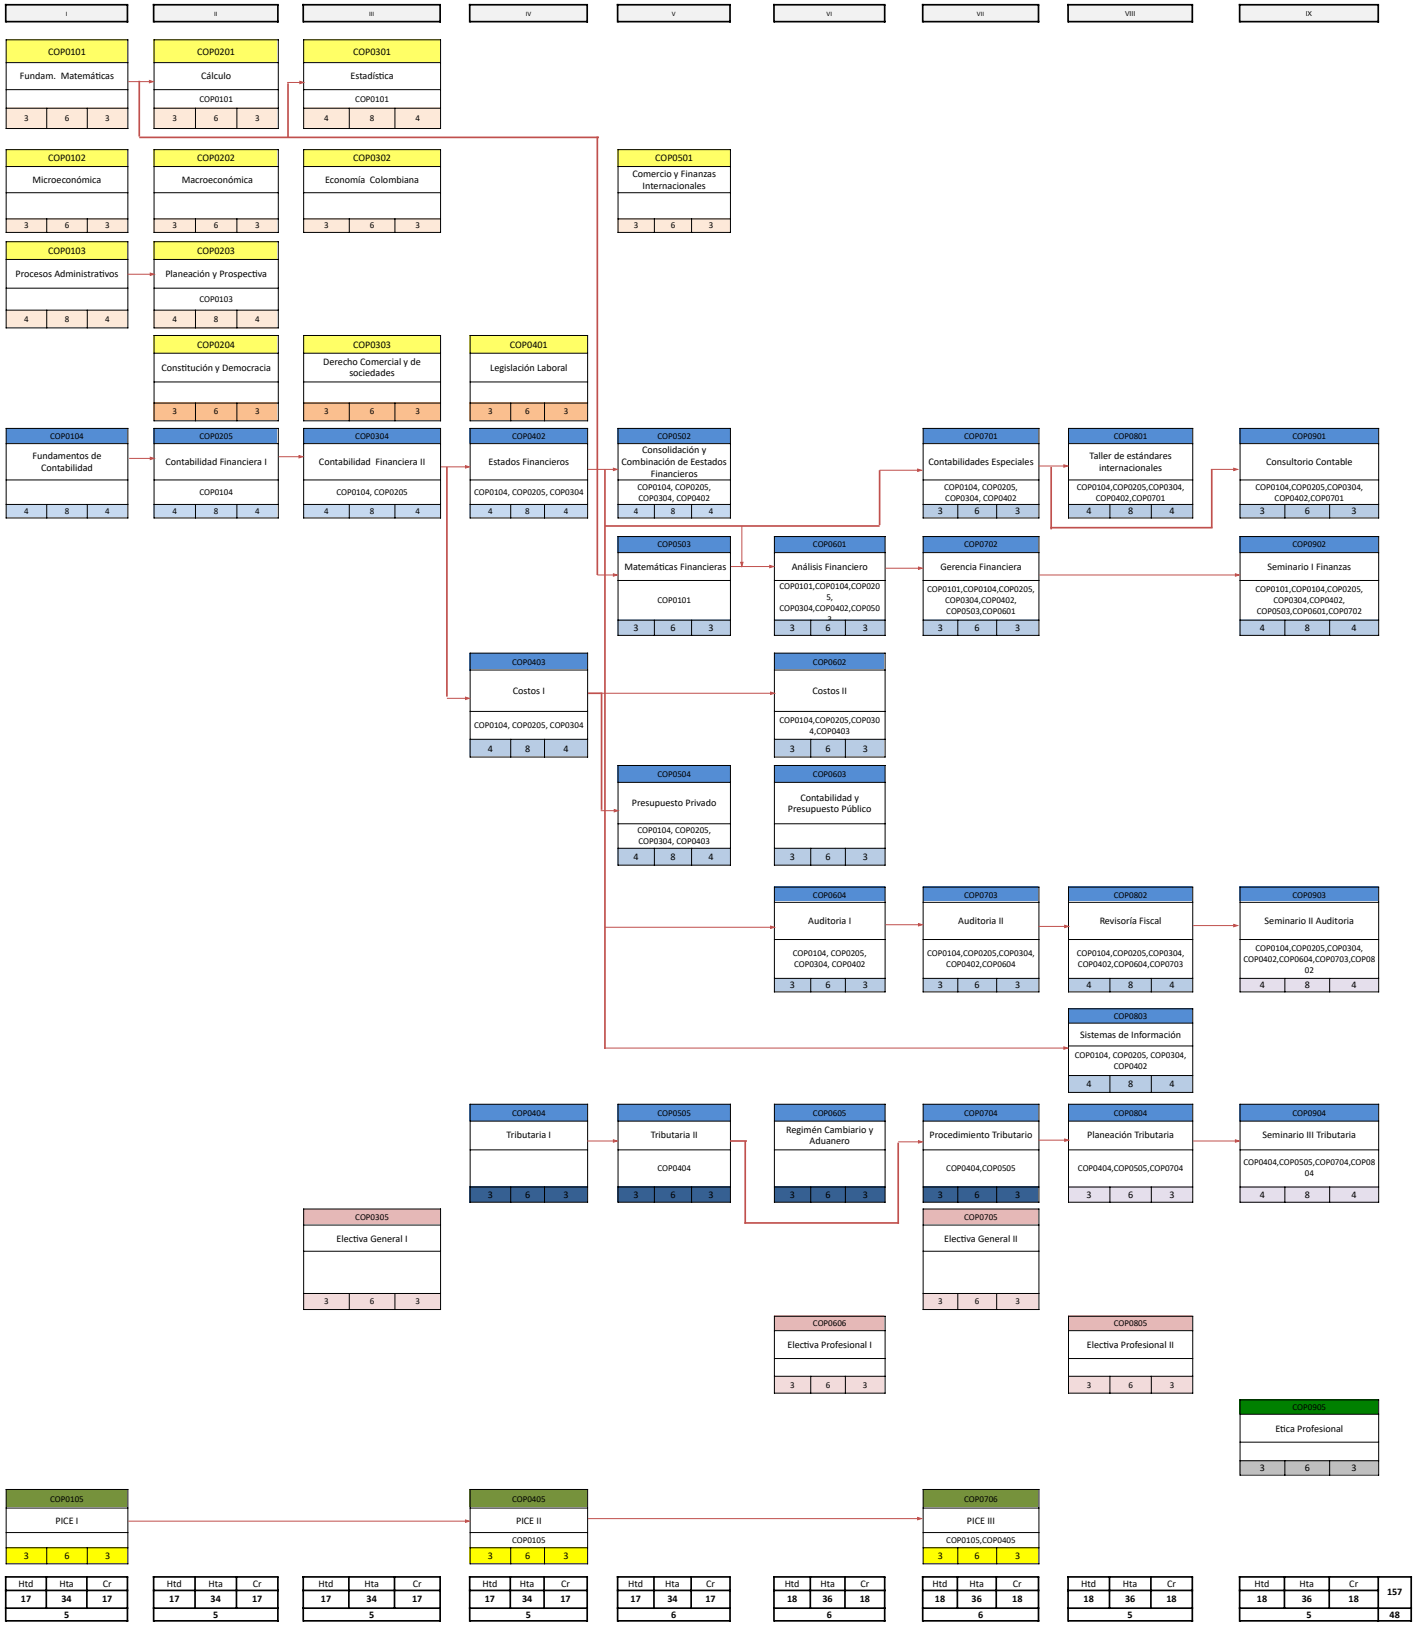 I II III IV V VI VII VIII IX
COP0101 COP0201 COP0301
Fundam. Matemáticas Cálculo Estadística
COP0101 COP0101
3 6 3 3 6 3 4 8 4
COP0102 COP0202 COP0302 COP0501
Microeconómica Macroeconómica Economía Colombiana Comercio y Finanzas
Internacionales
3 6 3 3 6 3 3 6 3 3 6 3
COP0103 COP0203
Procesos Administrativos Planeación y Prospectiva
COP0103
4 8 4 4 8 4
COP0204 COP0303 COP0401
Constitución y Democracia Derecho Comercial y de
sociedades Legislación Laboral
3 6 3 3 6 3 3 6 3
COP0104 COP0205 COP0304 COP0402 COP0502 COP0701 COP0801 COP0901
Fundamentos de
Contabilidad
Contabilidad Financiera I
Contabilidad Financiera II
Estados Financieros
Consolidación y
Combinación de Eestados
Financieros
Contabilidades Especiales
Taller de estándares
internacionales
Consultorio Contable
COP0104
COP0104, COP0205
COP0104, COP0205, COP0304
COP0104, COP0205,
COP0304, COP0402
COP0104, COP0205,
COP0304, COP0402
COP0104,COP0205,COP0304,
COP0402,COP0701
COP0104,COP0205,COP0304,
COP0402,COP0701
4 8 4 4 8 4 4 8 4 4 8 4 4 8 4 3 6 3 4 8 4 3 6 3
COP0503 COP0601 COP0702 COP0902
Matemáticas Financieras Análisis Financiero Gerencia Financiera Seminario I Finanzas
COP0101
COP0101,COP0104,COP020
5,
COP0304,COP0402,COP050
COP0101,COP0104,COP0205,
COP0304,COP0402,
COP0503,COP0601
COP0101,COP0104,COP0205,
COP0304,COP0402,
COP0503,COP0601,COP0702
3 6 3 3 6 3 3 6 3 4 8 4
COP0403 COP0602
Costos I Costos II
COP0104, COP0205, COP0304
COP0104,COP0205,COP030
4,COP0403
4 8 4 3 6 3
COP0504 COP0603
Presupuesto Privado
Contabilidad y
Presupuesto Público
COP0104, COP0205,
COP0304, COP0403
4 8 4 3 6 3
COP0604 COP0703 COP0802 COP0903
Auditoria I Auditoria II Revisoría Fiscal Seminario II Auditoria
COP0104, COP0205,
COP0304, COP0402
COP0104,COP0205,COP0304,
COP0402,COP0604
COP0104,COP0205,COP0304,
COP0402,COP0604,COP0703
COP0104,COP0205,COP0304,
COP0402,COP0604,COP0703,COP08
02
3 6 3 3 6 3 4 8 4 4 8 4
COP0803
Sistemas de Información
COP0104, COP0205, COP0304,
COP0402
4 8 4
COP0404 COP0505 COP0605 COP0704 COP0804 COP0904
Tributaria I Tributaria II Regimén Cambiario y
Aduanero
Procedimiento Tributario Planeación Tributaria Seminario III Tributaria
COP0404
COP0404,COP0505
COP0404,COP0505,COP0704
COP0404,COP0505,COP0704,COP08
04
3 6 3 3 6 3 3 6 3 3 6 3 3 6 3 4 8 4
COP0305 COP0705
Electiva General I Electiva General II
3 6 3 3 6 3
COP0606 COP0805
Electiva Profesional I Electiva Profesional II
3 6 3 3 6 3
COP0905
Etica Profesional
3 6 3
COP0105 COP0405 COP0706
PICE I PICE II PICE III
COP0105 COP0105,COP0405
3 6 3 3 6 3 3 6 3
Htd Hta Cr Htd Hta Cr Htd Hta Cr Htd Hta Cr Htd Hta Cr Htd Hta Cr Htd Hta Cr Htd Hta Cr Htd Hta Cr 157
17 34 17 17 34 17 17 34 17 17 34 17 17 34 17 18 36 18 18 36 18 18 36 18 18 36 18
5 5 5 5 6 6 6 5 5 48